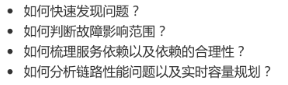 • 如何快速发现问题？
• 如何判断故障影响范围？
• 如何梳理服务依赖以及依赖的合理性？
• 如何分析链路性能问题以及实时容量规划？